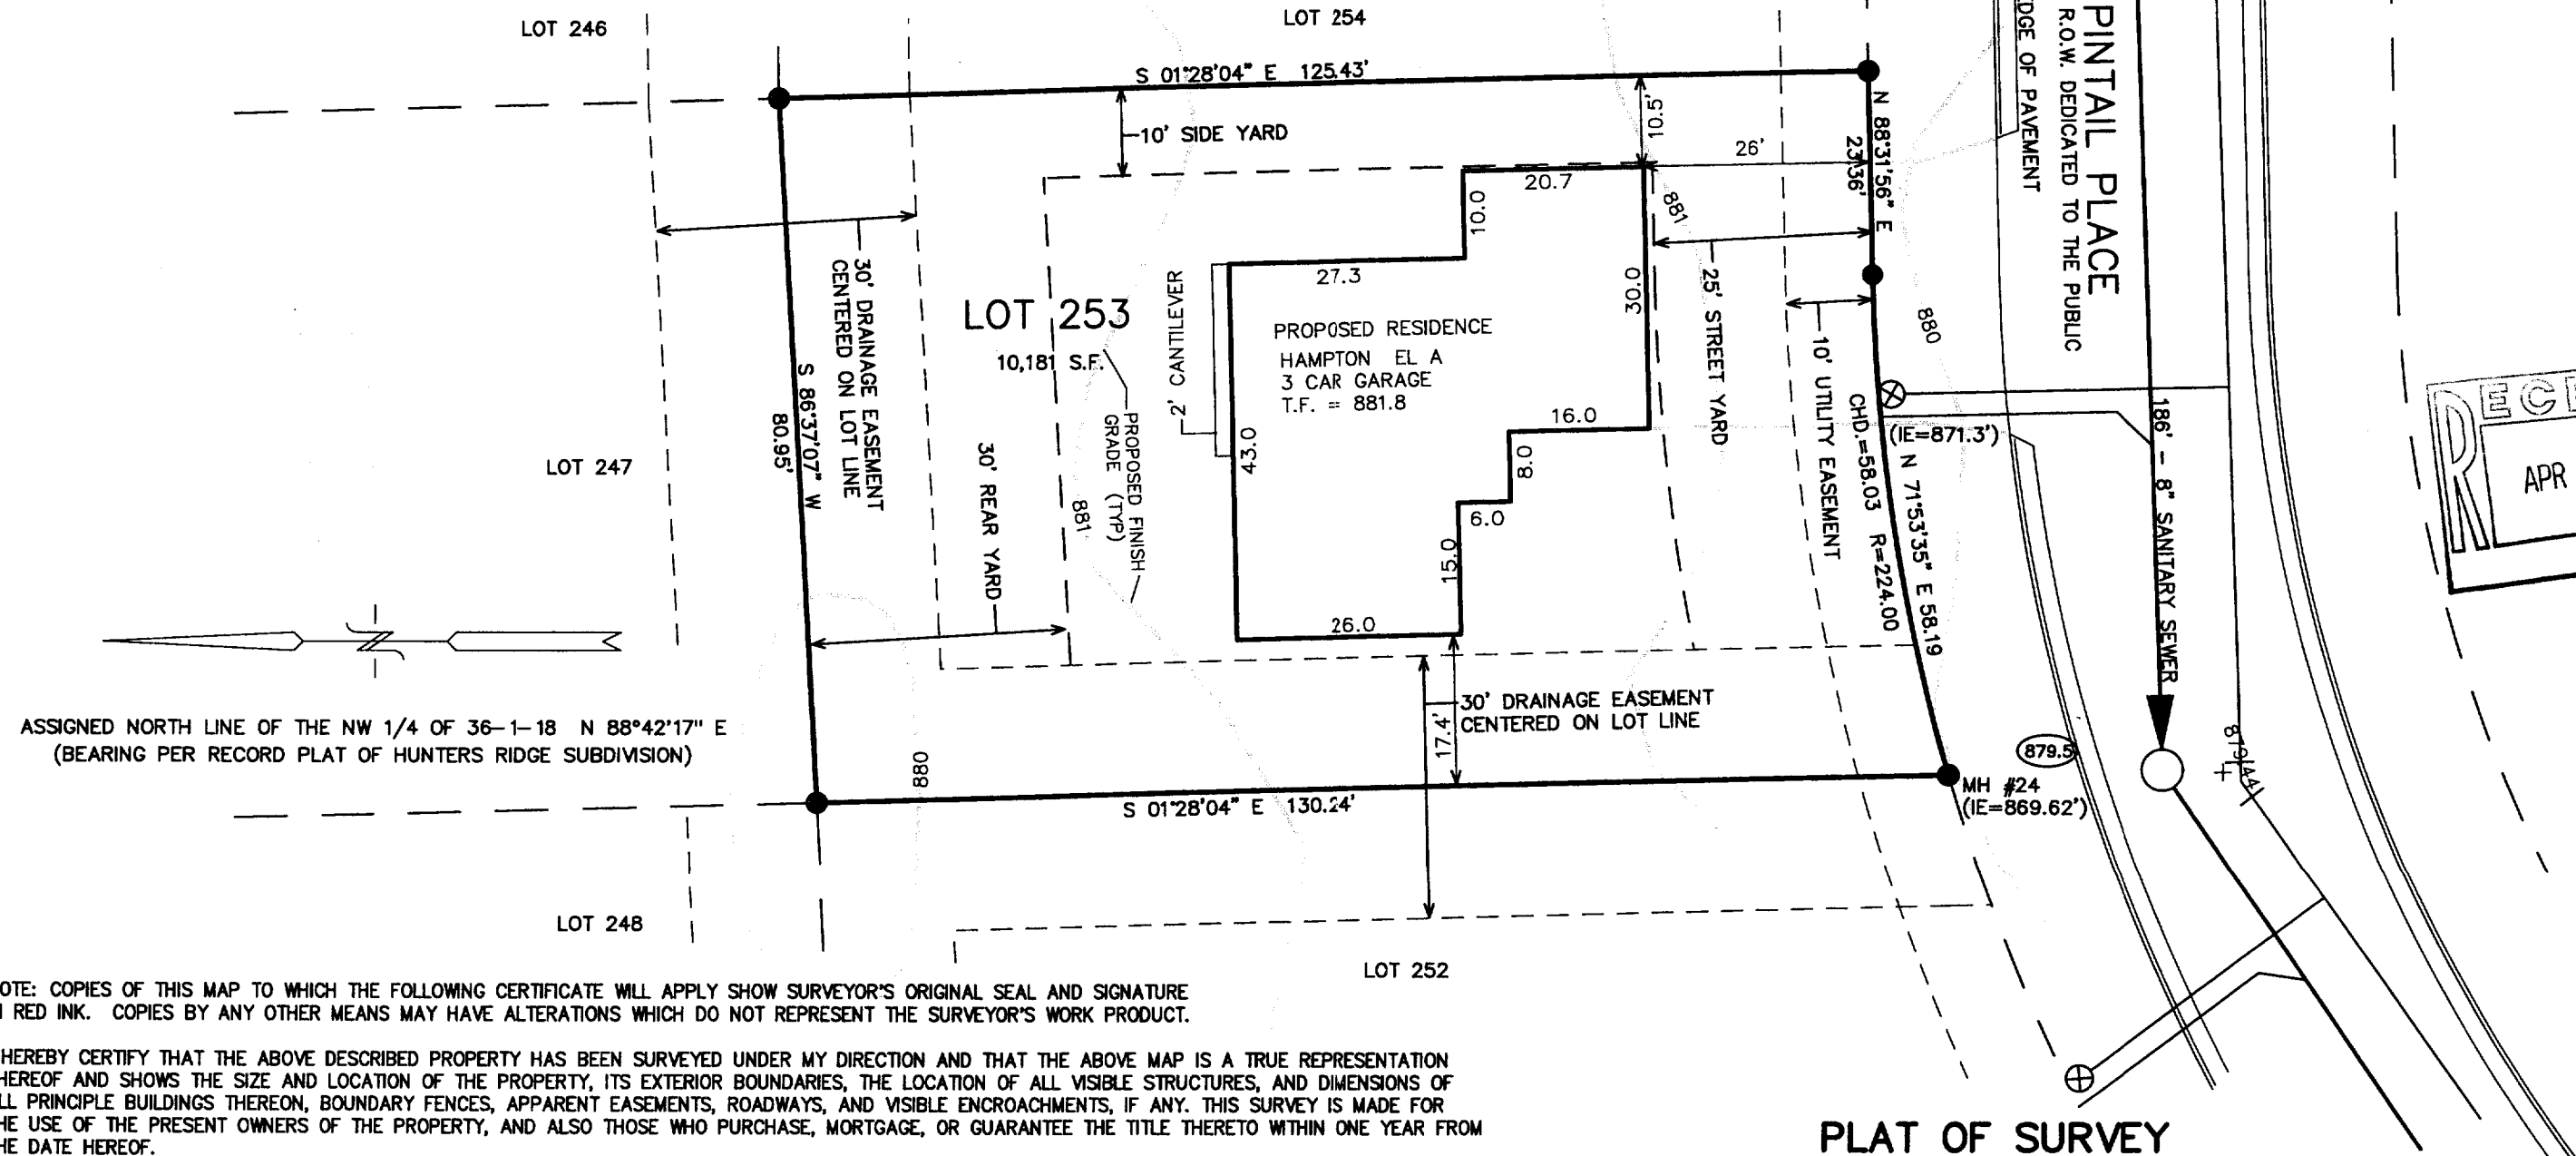 LOT 246
LOT 254
S 01°28'04" E 125.43'
10' SIDE YARD
10.5'
26'
N 88°31'56" E
23.36'
EDGE OF PAVEMENT
PINTAIL PLACE
R.O.W. DEDICATED TO THE PUBLIC
20.7
10.0
881
27.3
30.0
25' STREET YARD
30' DRAINAGE EASEMENT
CENTERED ON LOT LINE
LOT 253
10,181 S.F.
2' CANTILEVER
PROPOSED RESIDENCE
HAMPTON EL A
3 CAR GARAGE
T.F. = 881.8
10' UTILITY EASEMENT
880
S 86°37'07" W
80.95'
PROPOSED FINISH
GRADE (TYP)
881
30' REAR YARD
43.0
16.0
8.0
6.0
15.0
26.0
CHD.=58.03 R=224.00
(IE=871.3')
N 71°53'35" E 58.19
186' - 8" SANITARY SEWER
APR
LOT 247
ASSIGNED NORTH LINE OF THE NW 1/4 OF 36-1-18 N 88°42'17" E
(BEARING PER RECORD PLAT OF HUNTERS RIDGE SUBDIVISION)
30' DRAINAGE EASEMENT
CENTERED ON LOT LINE
17.4'
880
S 01°28'04" E 130.24'
879.5
MH #24
(IE=869.62')
LOT 248
LOT 252
OTE: COPIES OF THIS MAP TO WHICH THE FOLLOWING CERTIFICATE WILL APPLY SHOW SURVEYOR'S ORIGINAL SEAL AND SIGNATURE
RED INK. COPIES BY ANY OTHER MEANS MAY HAVE ALTERATIONS WHICH DO NOT REPRESENT THE SURVEYOR'S WORK PRODUCT.
HEREBY CERTIFY THAT THE ABOVE DESCRIBED PROPERTY HAS BEEN SURVEYED UNDER MY DIRECTION AND THAT THE ABOVE MAP IS A TRUE REPRESENTATION
HEREOF AND SHOWS THE SIZE AND LOCATION OF THE PROPERTY, ITS EXTERIOR BOUNDARIES, THE LOCATION OF ALL VISIBLE STRUCTURES, AND DIMENSIONS OF
LL PRINCIPLE BUILDINGS THEREON, BOUNDARY FENCES, APPARENT EASEMENTS, ROADWAYS, AND VISIBLE ENCROACHMENTS, IF ANY. THIS SURVEY IS MADE FOR
HE USE OF THE PRESENT OWNERS OF THE PROPERTY, AND ALSO THOSE WHO PURCHASE, MORTGAGE, OR GUARANTEE THE TITLE THERETO WITHIN ONE YEAR FROM
HE DATE HEREOF.
PLAT OF SURVEY